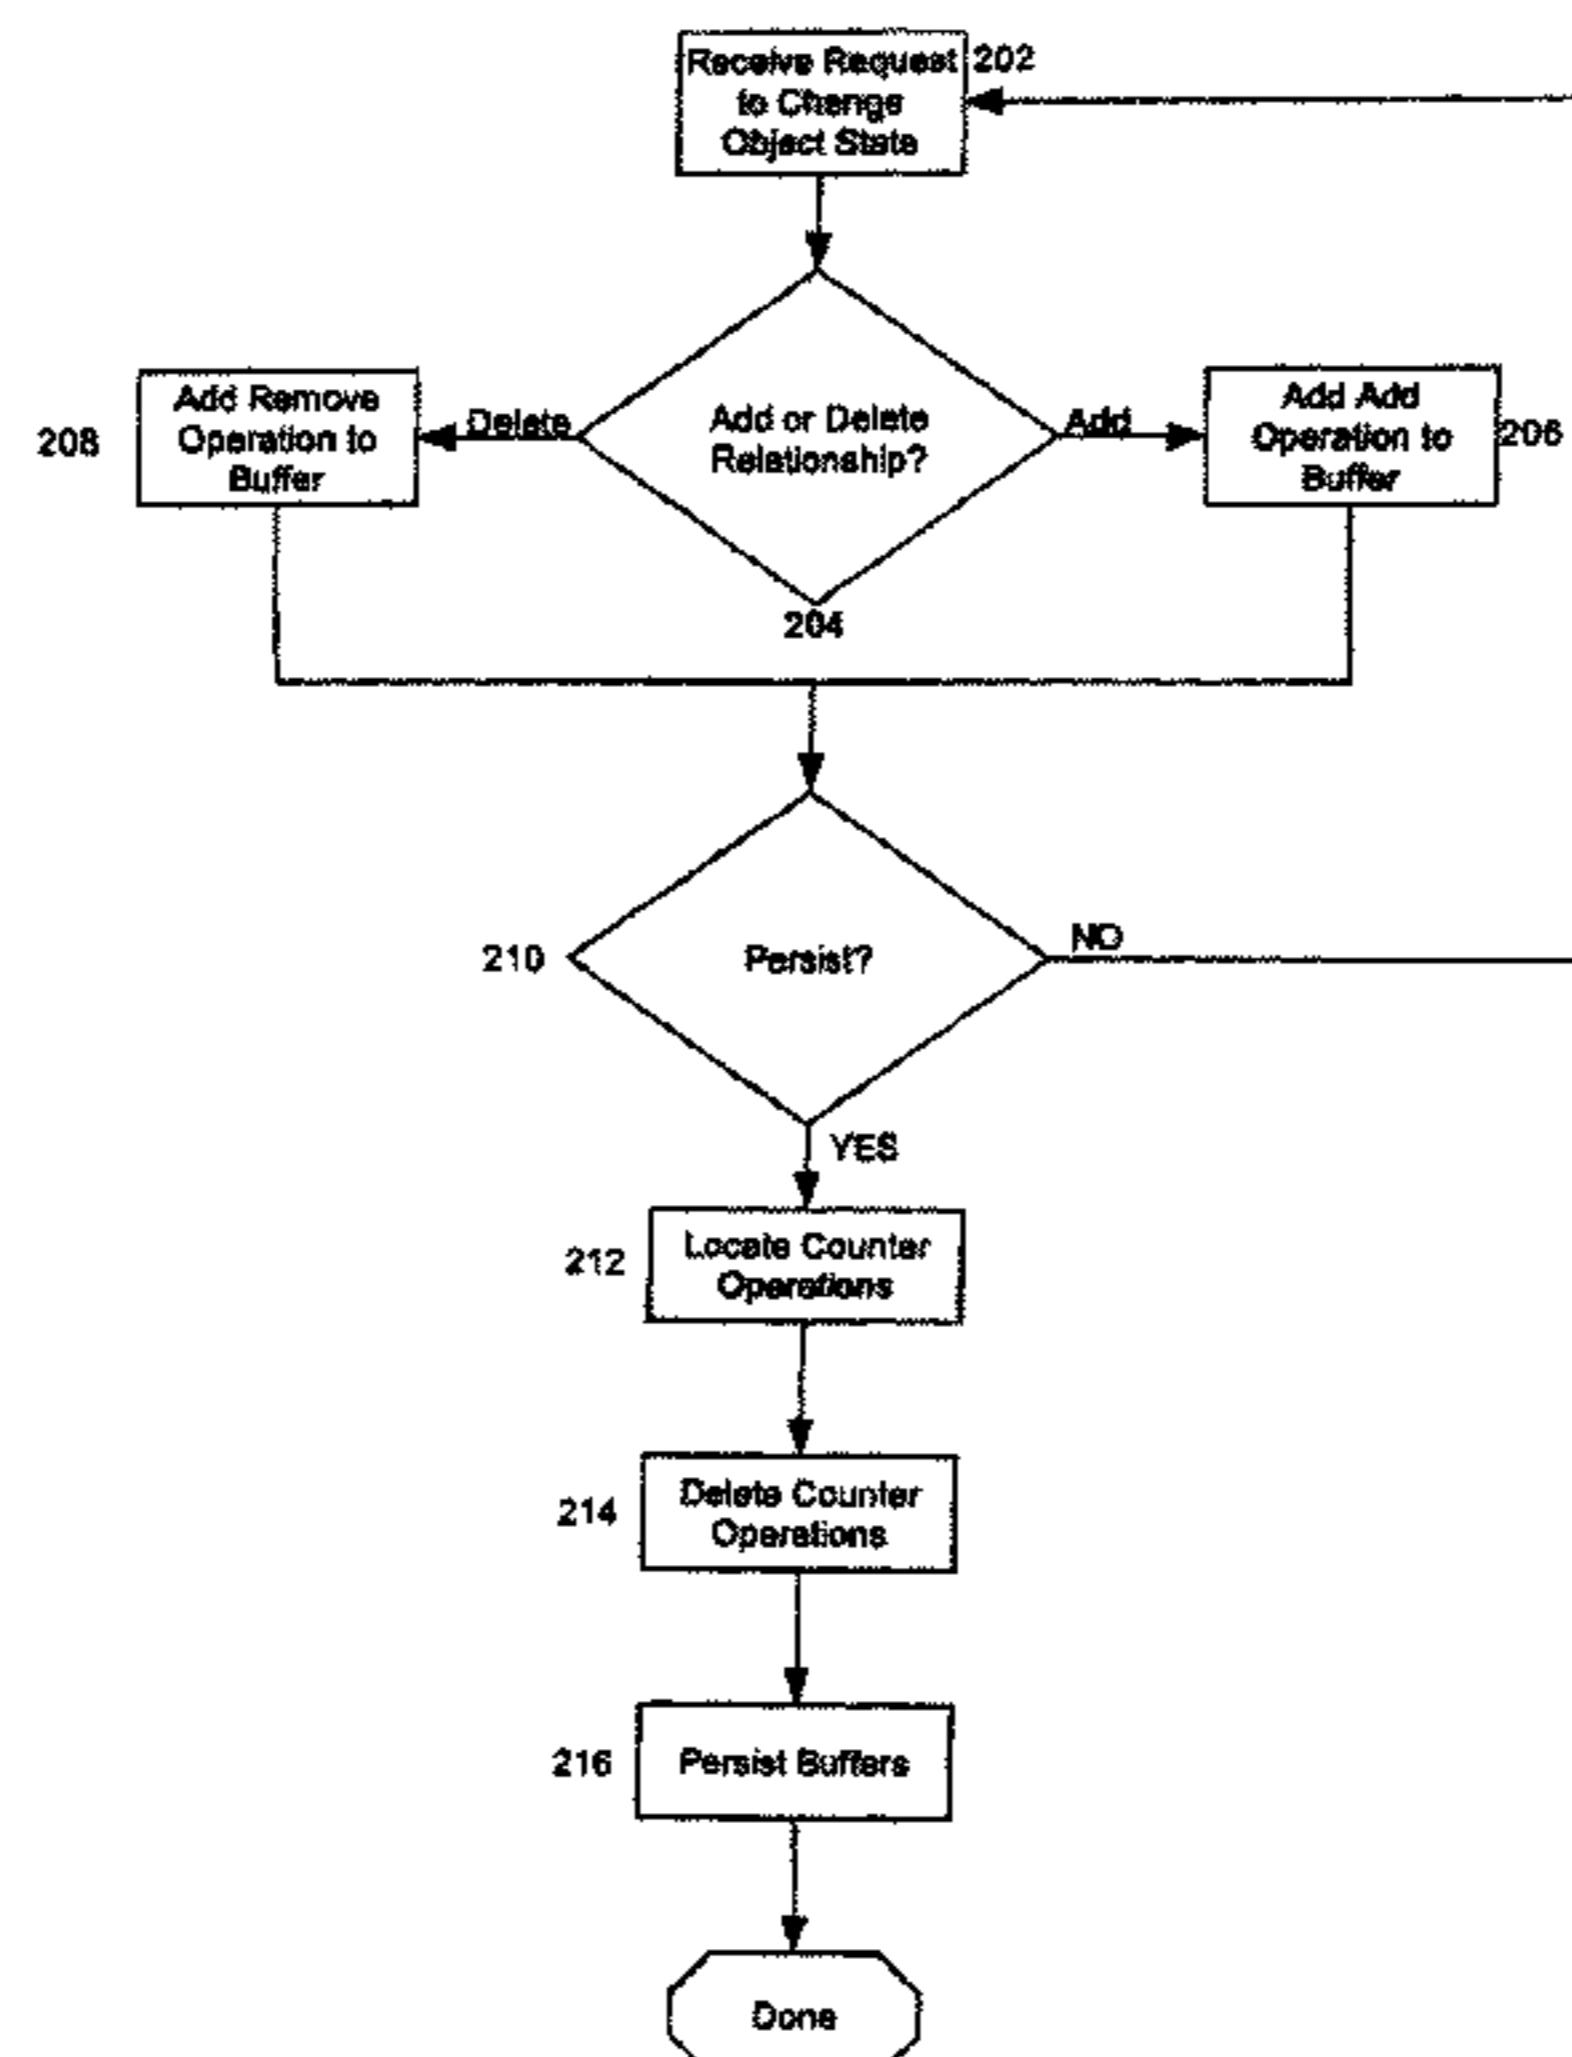 Receive Request
to Change
Object State
202
Add or Delete
Relationship?
204
Delete
Add
Add Remove
Operation to
Buffer
208
Add Add
Operation to
Buffer
206
Persist?
210
NO
YES
Locate Counter
Operations
212
Delete Counter
Operations
214
Persist Buffers
216
Done